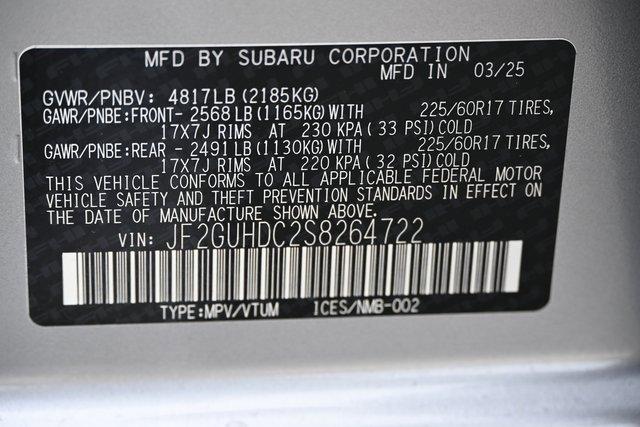 MFD BY SUBARU CORPORATION
MFD IN 03/25
GVWR/PNBV: 4817LB (2185KG)
GAWR/PNBE:FRONT- 2568LB (1165KG)WITH 225/60R17 TIRES,
17X7J RIMS AT 230 KPA (33 PSI)COLD
GAWR/PNBE:REAR - 2491LB (1130KG)WITH 225/60R17 TIRES,
17X7J RIMS AT 220 KPA (32 PSI)COLD
THIS VEHICLE CONFORMS TO ALL APPLICABLE FEDERAL MOTOR
VEHICLE SAFETY AND THEFT PREVENTION STANDARDS IN EFFECT ON
THE DATE OF MANUFACTURE SHOWN ABOVE.
VIN: JF2GUHDC2S8264722
TYPE:MPV/VTUM ICES/NMB-002